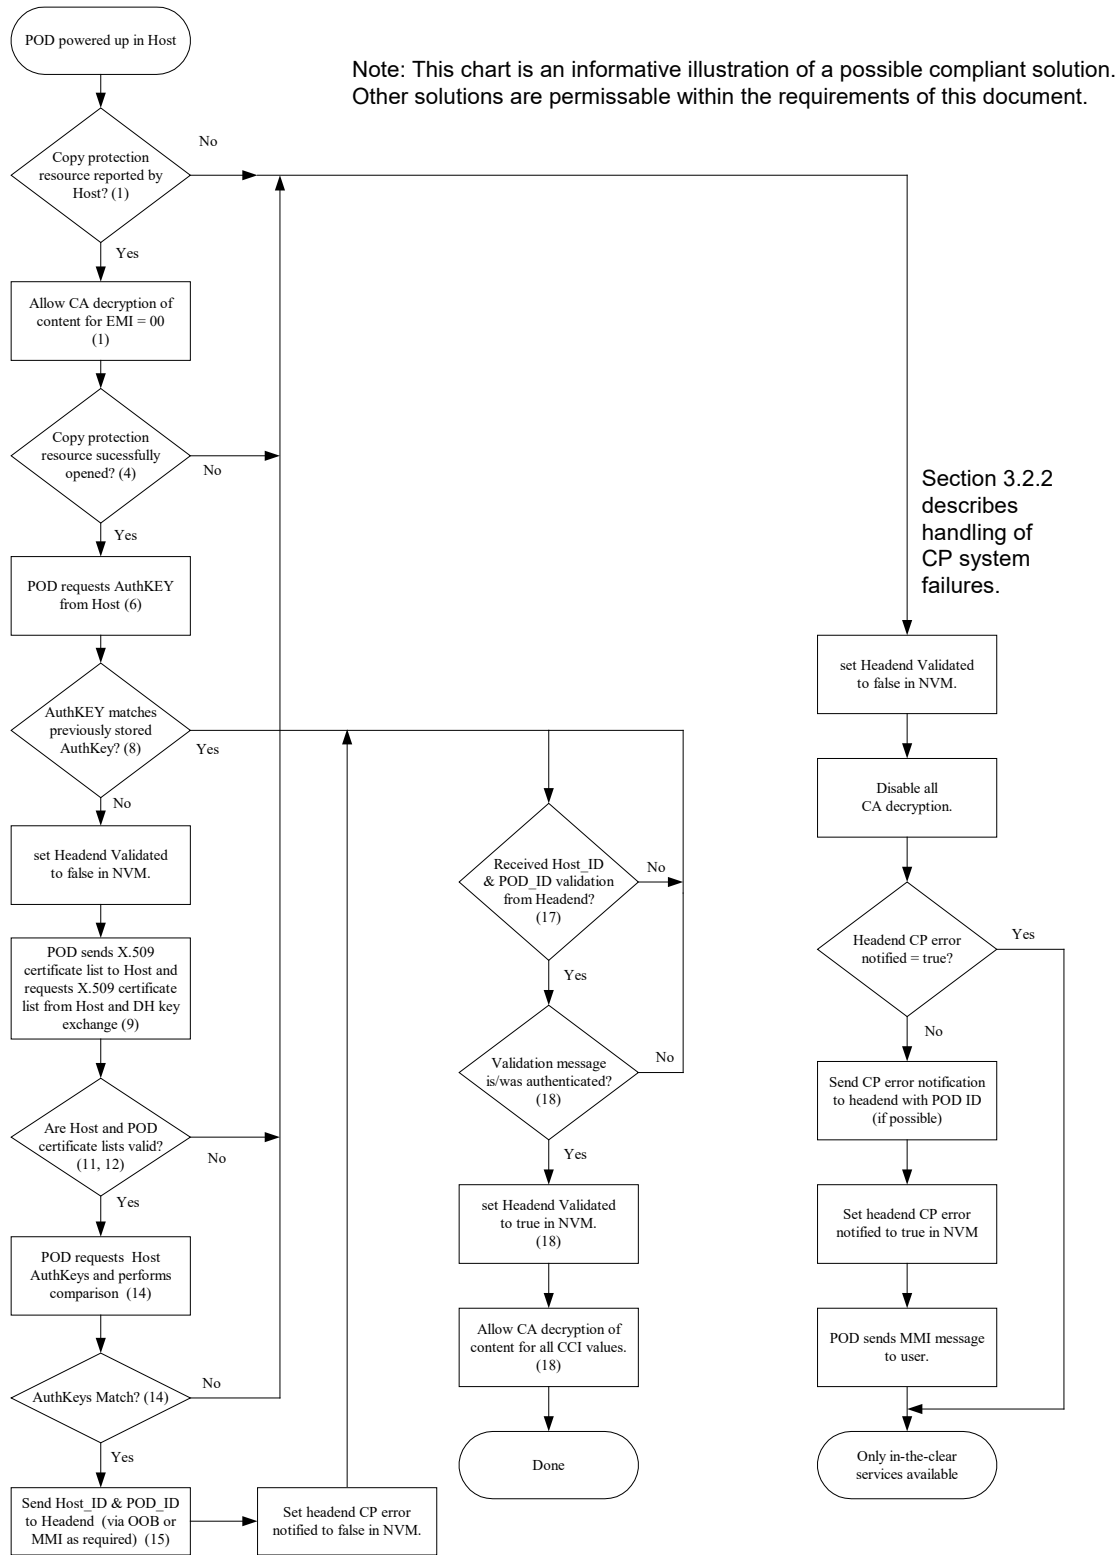 POD powered up in Host
Note: This chart is an informative illustration of a possible compliant solution.
Other solutions are permissable within the requirements of this document.
Copy protection
resource reported by
Host? (1)
No
Yes
Allow CA decryption of
content for EMI = 00
(1)
Copy protection
resource sucessfully
opened? (4)
No
Yes
POD requests AuthKEY
from Host (6)
AuthKEY matches
previously stored
AuthKey? (8)
Yes
No
set Headend Validated
to false in NVM.
POD sends X.509
certificate list to Host and
requests X.509 certificate
list from Host and DH key
exchange (9)
Are Host and POD
certificate lists valid?
(11, 12)
No
Yes
POD requests  Host
AuthKeys and performs
comparison  (14)
AuthKeys Match? (14)
No
Yes
Send Host_ID & POD_ID
to Headend  (via OOB or
MMI as required)  (15)
Set headend CP error
notified to false in NVM.
Received Host_ID
& POD_ID validation
from Headend?
(17)
No
Yes
Validation message
is/was authenticated?
(18)
No
Yes
set Headend Validated
to true in NVM.
(18)
Allow CA decryption of
content for all CCI values.
(18)
Done
Section 3.2.2
describes
handling of
CP system
failures.
set Headend Validated
to false in NVM.
Disable all
CA decryption.
Headend CP error
notified = true?
Yes
No
Send CP error notification
to headend with POD ID
(if possible)
Set headend CP error
notified to true in NVM
POD sends MMI message
to user.
Only in-the-clear
services available